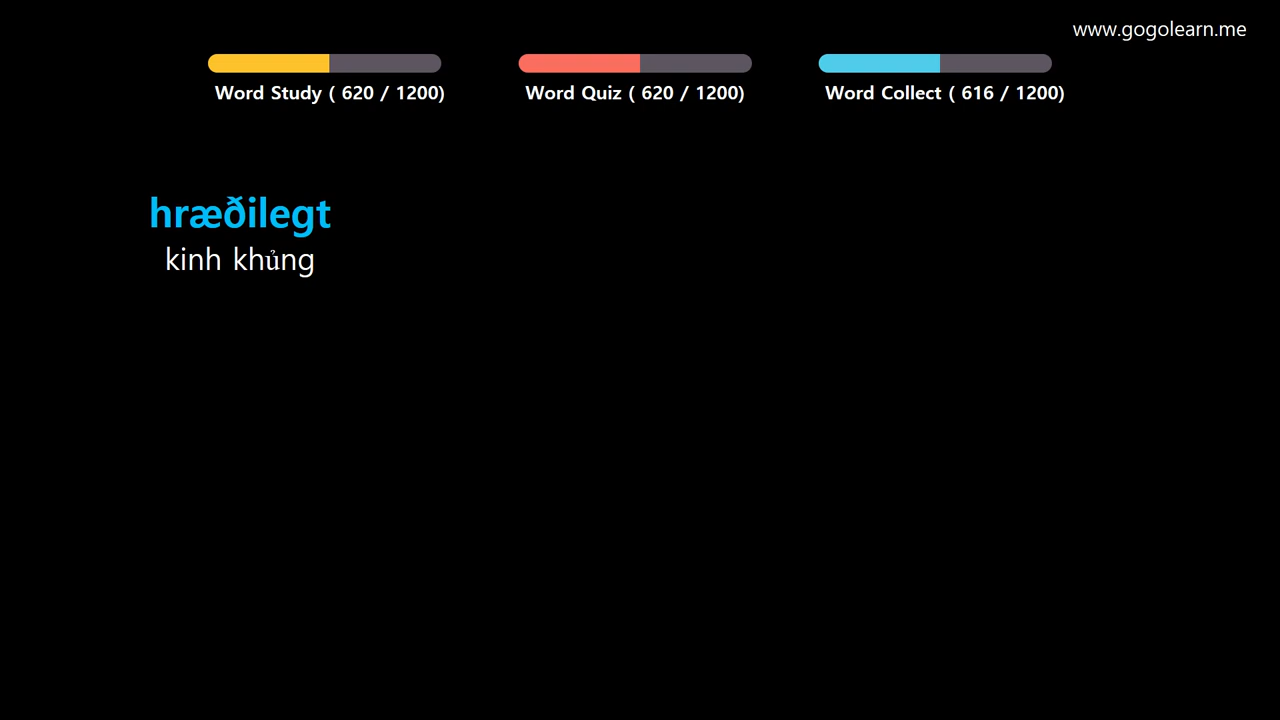 www.gogolearn.me
Word Study ( 620 / 1200)
Word Quiz ( 620 / 1200)
Word Collect ( 616 / 1200)
hræðilegt
kinh khủng